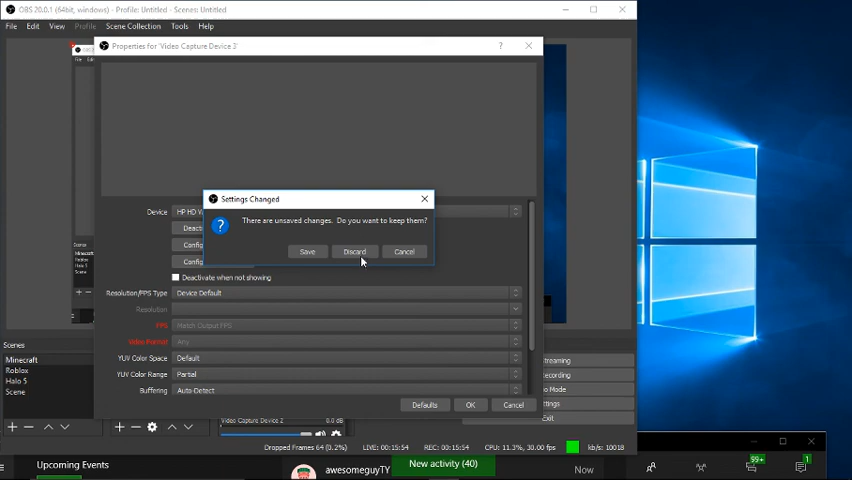 OBS 20.0.1 (64bit, windows) - Profile: Untitled - Scenes: Untitled
File Edit View Profile Scene Collection Tools Help
Properties for 'Video Capture Device 3'
Settings Changed
There are unsaved changes. Do you want to keep them?
Save Discard Cancel
Device
Deactivate when not showing
Resolution/FPS Type Device Default
Resolution
FPS Match Output FPS
Video Format Any
YUV Color Space Default
YUV Color Range Partial
Buffering Auto-Detect
Defaults OK Cancel
Scenes
Minecraft
Roblox
Halo 5
Scene
Video Capture Device 2 0.0 dB
Exit
Dropped Frames 64 (0.2%) LIVE: 00:15:54 REC: 00:15:54 CPU: 11.3%, 30.00 fps kb/s: 10018
Upcoming Events
awesomeguyTY
New activity (40)
Now
99+
1